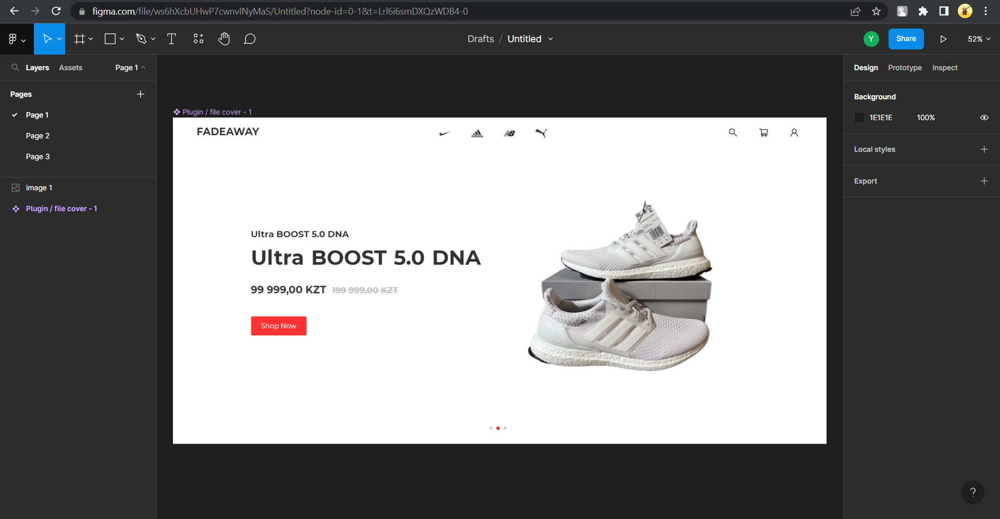 figma.com/file/ws6hXcbUHwP7cwnvINyMaS/Untitled?node-id=0-1&t=Lrl6i6smDXQzWDB4-0
Drafts / Untitled
Y
Share
52%
Layers Assets Page 1
Design Prototype Inspect
Pages
Page 1
Page 2
Page 3
image 1
Plugin / file cover - 1
Plugin / file cover - 1
FADEAWAY
adidas
Ultra BOOST 5.0 DNA
Ultra BOOST 5.0 DNA
99 999,00 KZT 199 999,00 KZT
Shop Now
Background
1E1E1E 100%
Local styles
Export
?